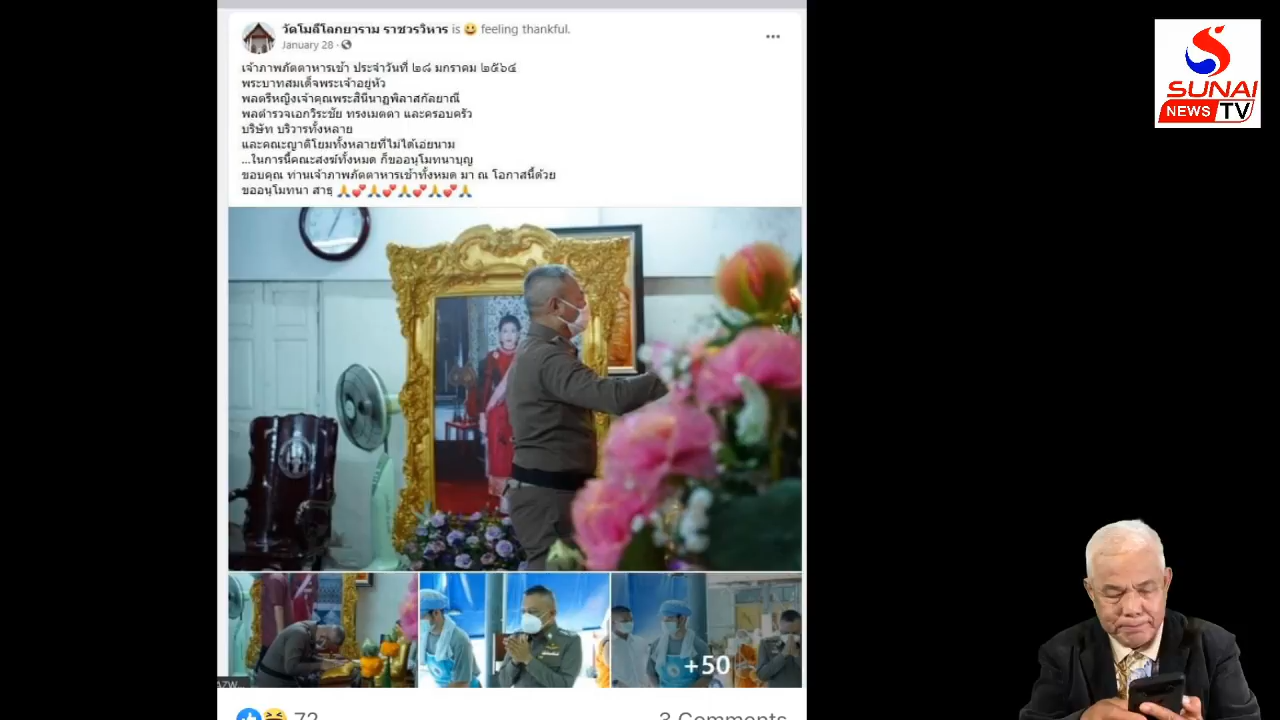 วัดโมลีโลกยาราม ราชวรวิหาร is feeling thankful.
January 28
เจ้าภาพภัตตาหารเช้า ประจำวันที่ ๒๘ มกราคม ๒๕๖๔
พระบาทสมเด็จพระเจ้าอยู่หัว
พลตรีหญิงเจ้าคุณพระสินีนาฏพิลาสกัลยาณี
พลตำรวจเอกวิระชัย ทรงเมตตา และครอบครัว
บริษัท บริวารทั้งหลาย
และคณะญาติโยมทั้งหลายที่ไม่ได้เอ่ยนาม
...ในการนี้คณะสงฆ์ทั้งหมด ก็ขออนุโมทนาบุญ
ขอบคุณ ท่านเจ้าภาพภัตตาหารเช้าทั้งหมด มา ณ โอกาสนี้ด้วย
ขออนุโมทนา สาธุ 🙏💕🙏💕🙏💕🙏💕🙏
+50
72
3 Comments
SUNAI
NEWS TV